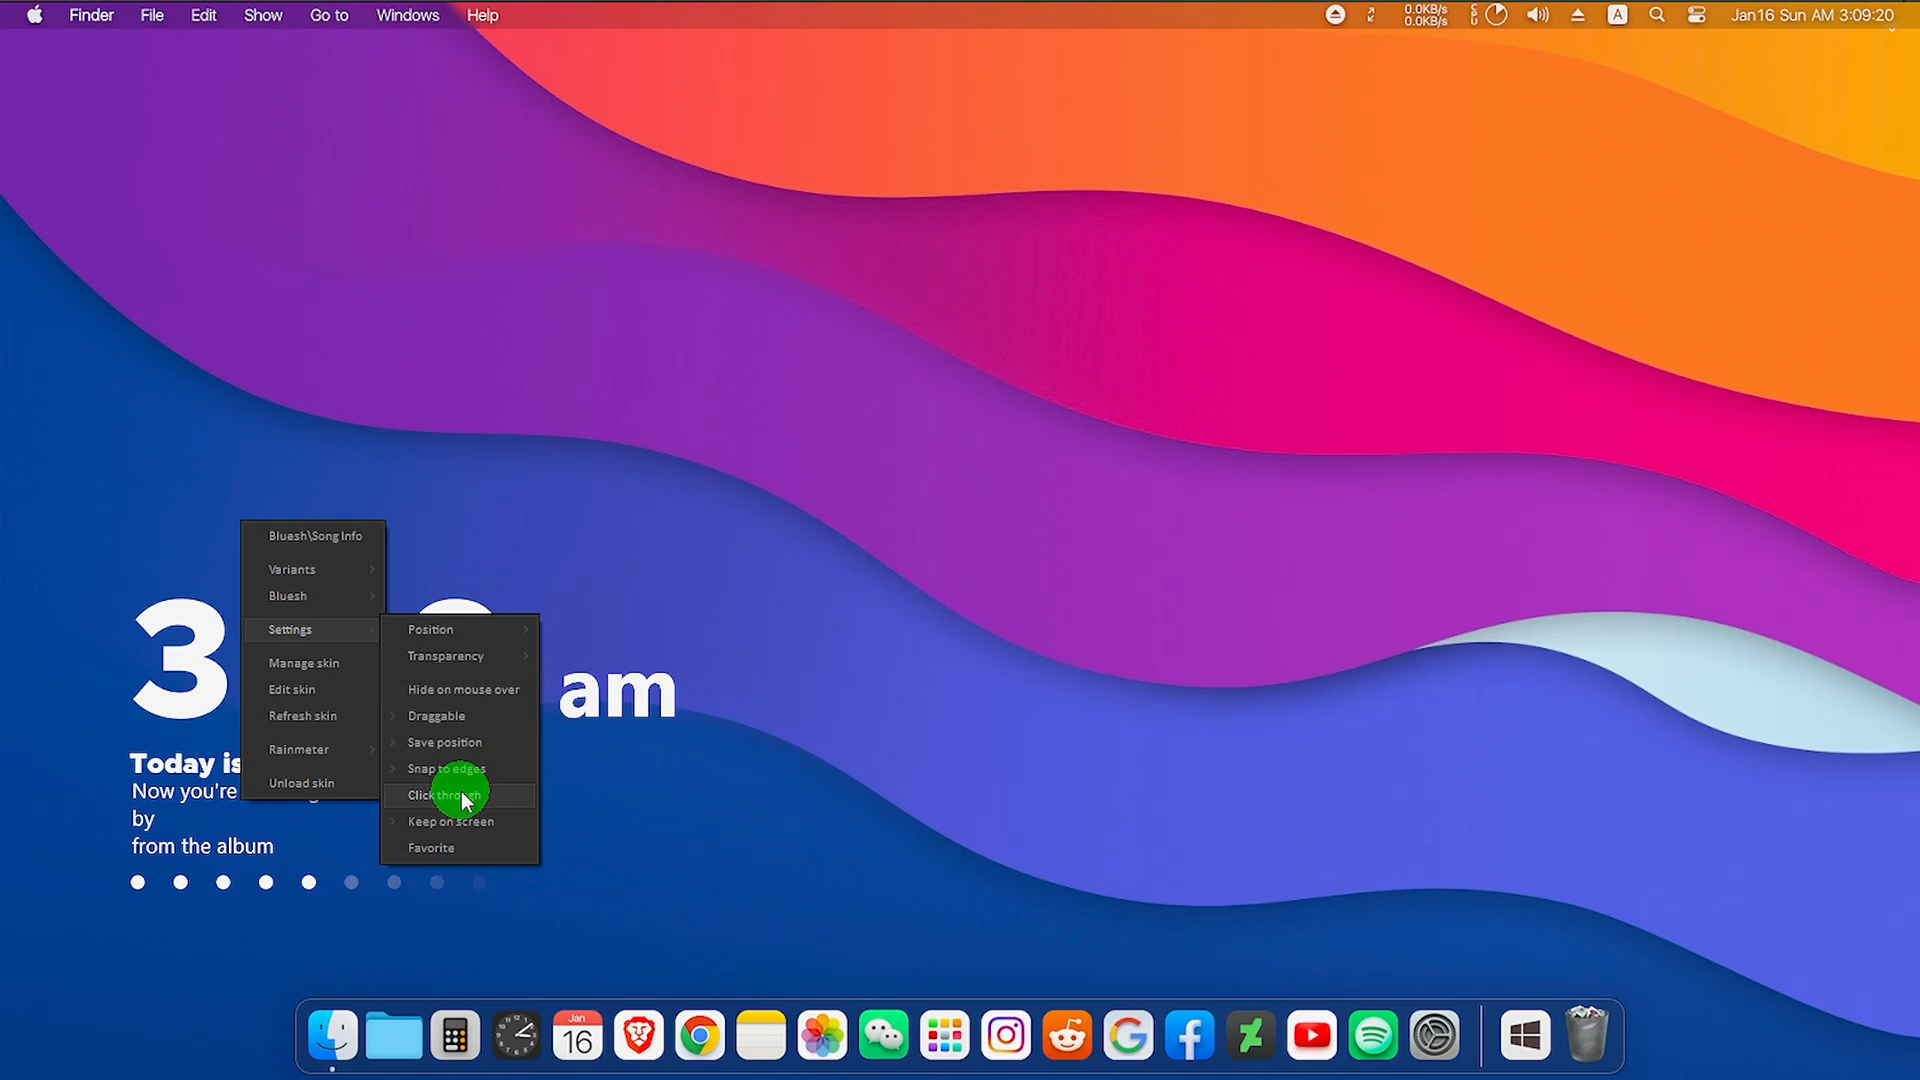 Finder File Edit Show Go to Windows Help
0.0KB/s
0.0KB/s
CPU
A
Jan16 Sun AM 3:09:20
Bluesh\Song Info
Variants
Bluesh
Settings
Manage skin
Edit skin
Refresh skin
Rainmeter
Unload skin
Position
Transparency
Hide on mouse over
Draggable
Save position
Snap to edges
Click through
Keep on screen
Favorite
3
am
Today is
Now you're
by
from the album
Jan
16